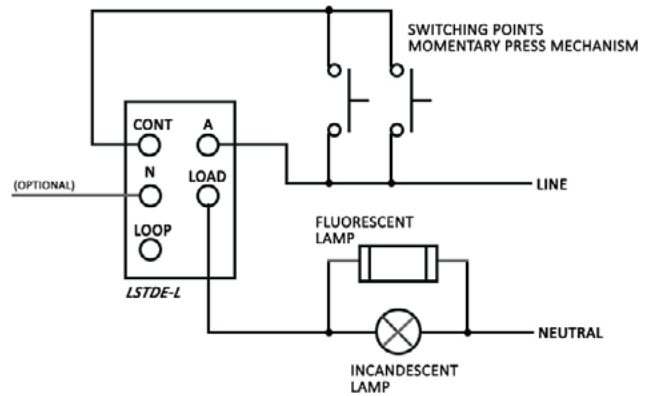 SWITCHING POINTS
MOMENTARY PRESS MECHANISM
CONT
A
(OPTIONAL)
N
LOAD
LINE
LOOP
FLUORESCENT
LAMP
LSTDE-L
NEUTRAL
INCANDESCENT
LAMP